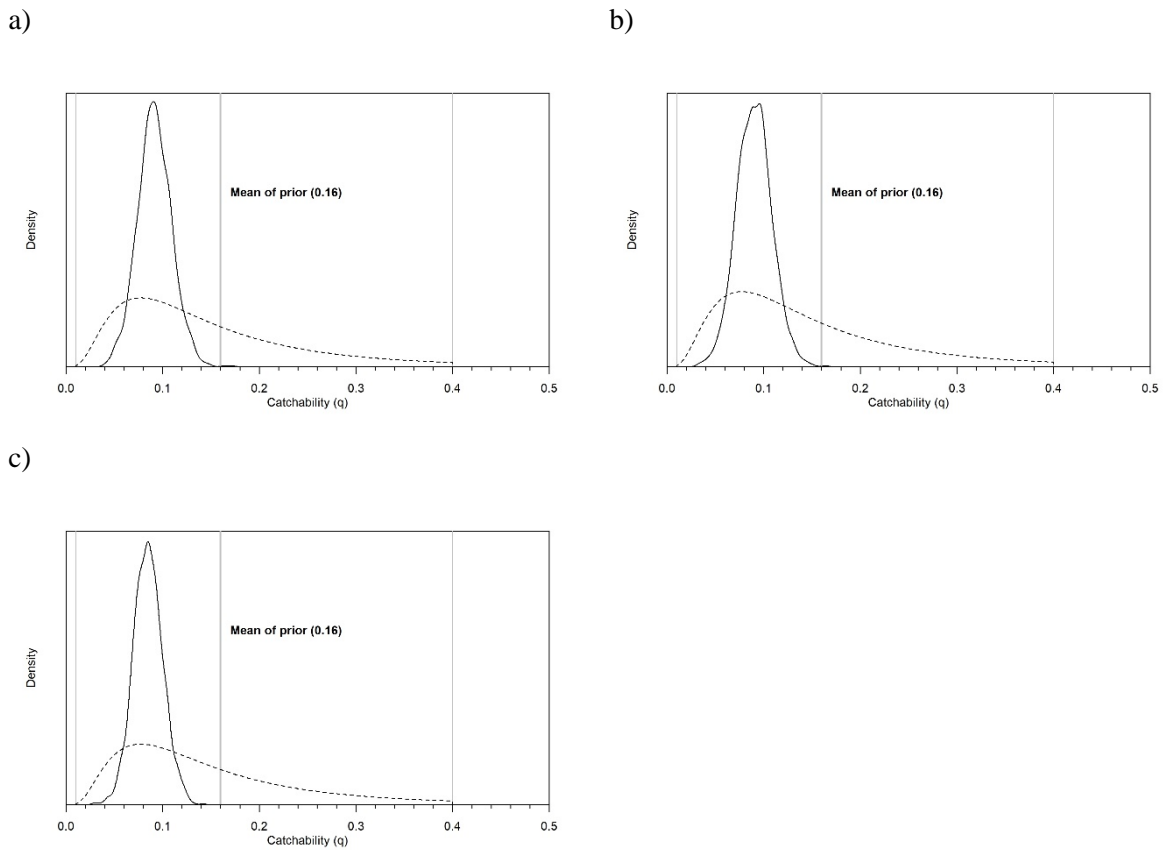 a)
b)
Density
Mean of prior (0.16)
0.0 0.1 0.2 0.3 0.4 0.5
Catchability (q)
Density
Mean of prior (0.16)
0.0 0.1 0.2 0.3 0.4 0.5
Catchability (q)
c)
Density
Mean of prior (0.16)
0.0 0.1 0.2 0.3 0.4 0.5
Catchability (q)